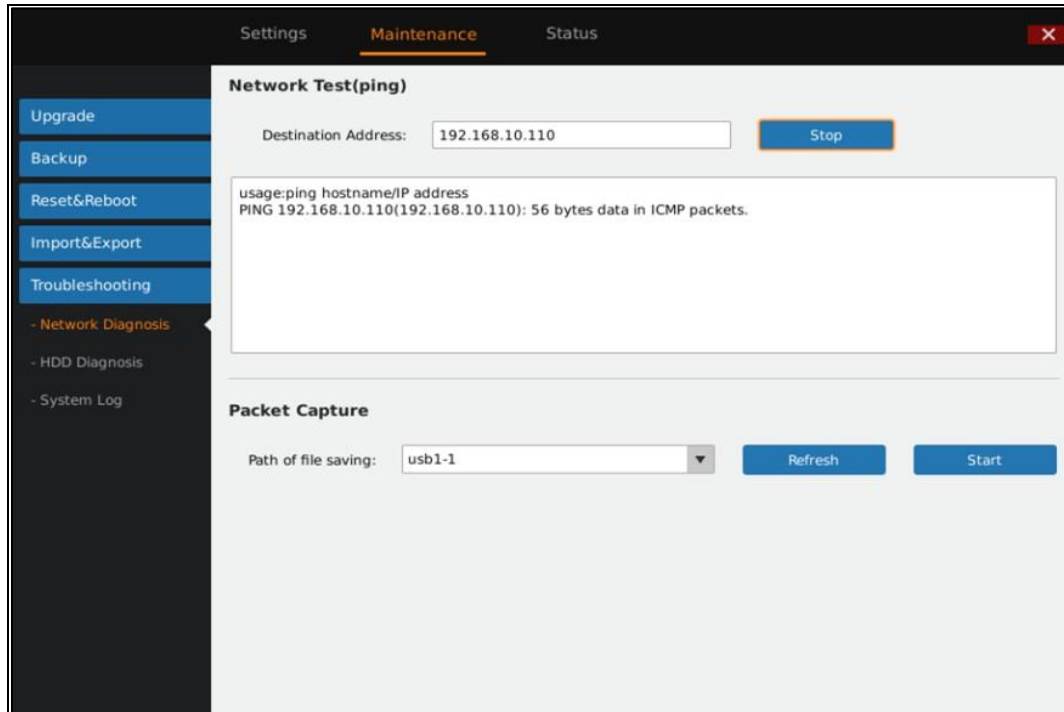 Settings
Maintenance
Status
Upgrade
Backup
Reset&Reboot
Import&Export
Troubleshooting
- Network Diagnosis
- HDD Diagnosis
- System Log
Network Test(ping)
Destination Address: 192.168.10.110 Stop
usage:ping hostname/IP address
PING 192.168.10.110(192.168.10.110): 56 bytes data in ICMP packets.
Packet Capture
Path of file saving: usb1-1 Refresh Start